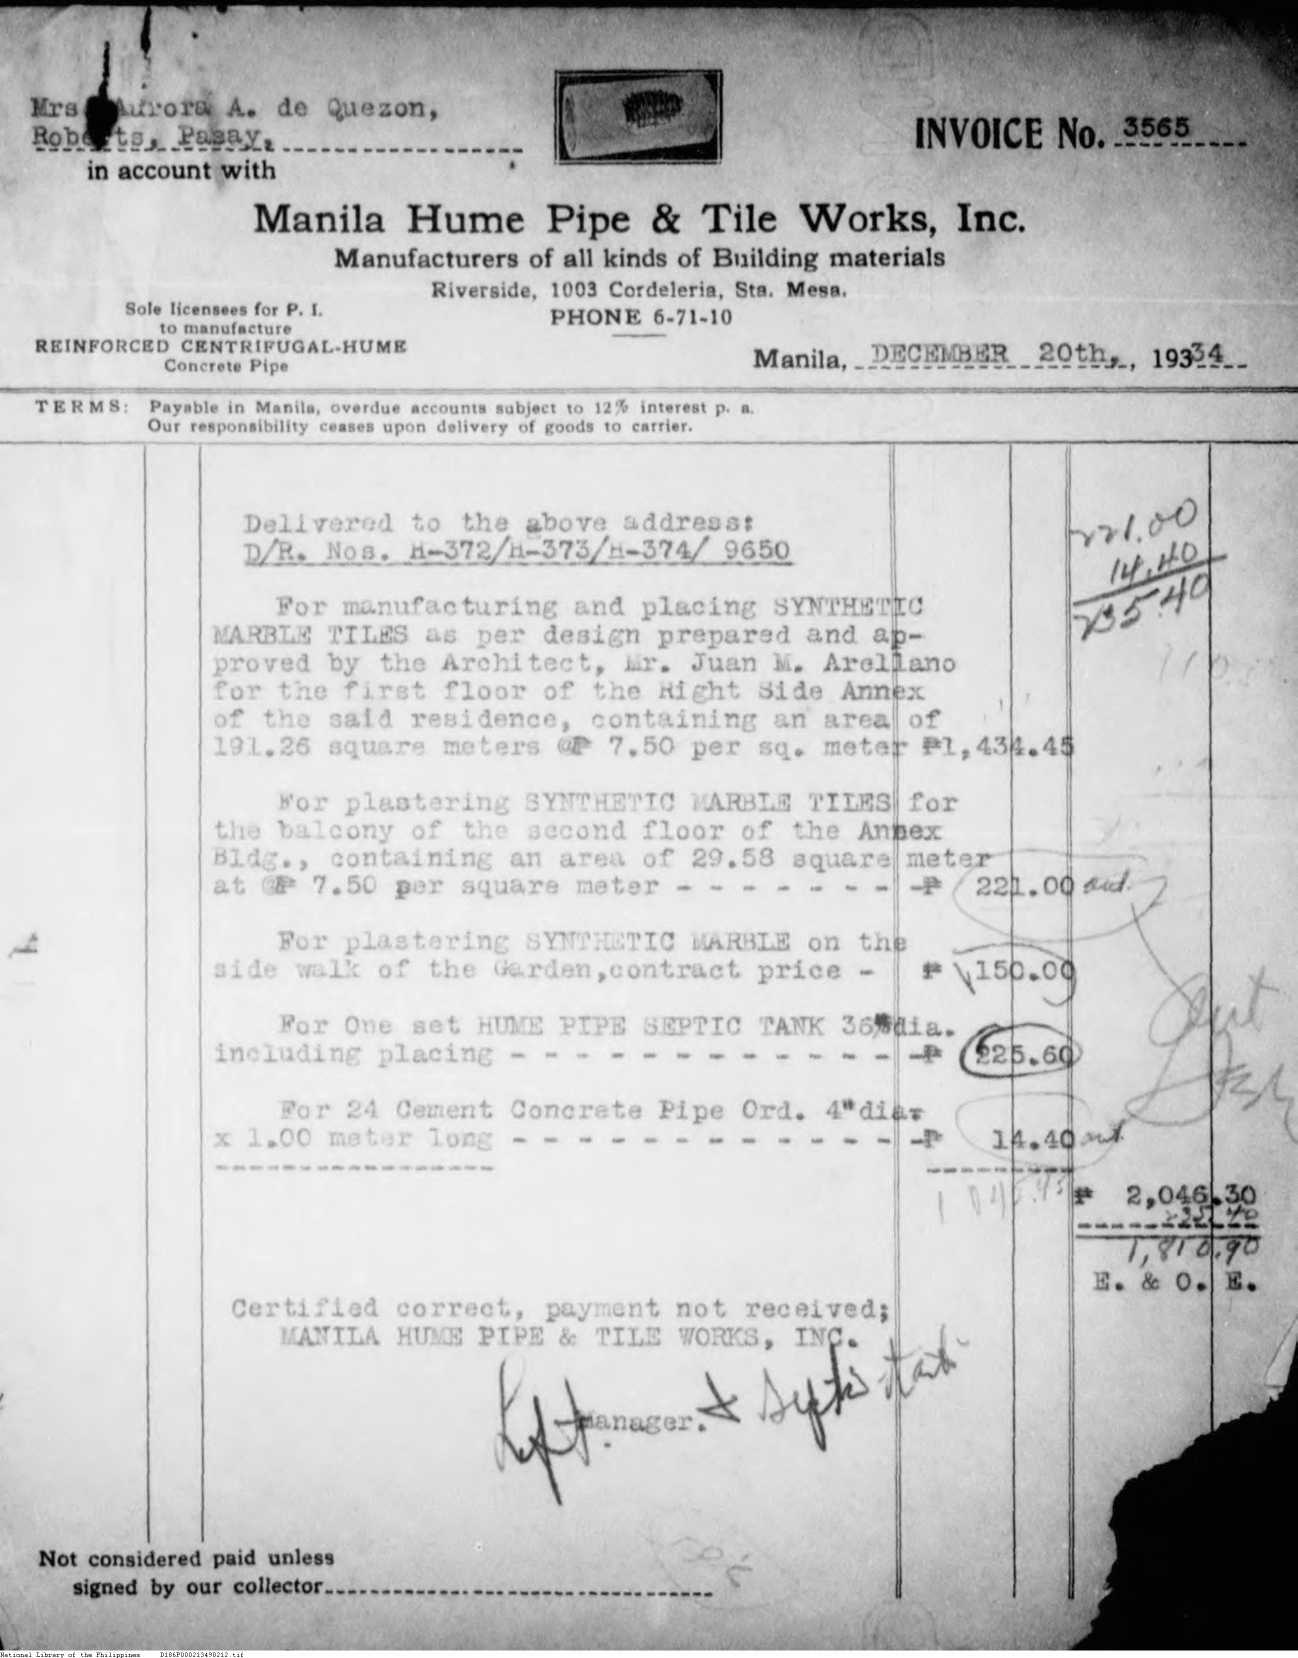 Mrs Aurora A. de Quezon,
Roberts, Pasay,
in account with
INVOICE No. 3565
Manila Hume Pipe & Tile Works, Inc.
Manufacturers of all kinds of Building materials
Riverside, 1003 Cordeleria, Sta. Mesa.
PHONE 6-71-10
Sole licensees for P. I.
to manufacture
REINFORCED CENTRIFUGAL-HUME
Concrete Pipe
Manila, DECEMBER 20th, , 1934
TERMS: Payable in Manila, overdue accounts subject to 12% interest p. a.
Our responsibility ceases upon delivery of goods to carrier.
221.00
14.40
235.40
Delivered to the above address:
D/R. Nos. H-372/H-373/H-374/ 9650
For manufacturing and placing SYNTHETIC
MARBLE TILES as per design prepared and ap-
proved by the Architect, Mr. Juan M. Arellano
for the first floor of the Right Side Annex
of the said residence, containing an area of
191.26 square meters @₱ 7.50 per sq. meter ₱1,434.45
For plastering SYNTHETIC MARBLE TILES for
the balcony of the second floor of the Annex
Bldg., containing an area of 29.58 square meter
at @₱ 7.50 per square meter - - - - - - - - -₱ 221.00 out
For plastering SYNTHETIC MARBLE on the
side walk of the Garden,contract price - ₱ 150.00
For One set HUME PIPE SEPTIC TANK 36"dia.
including placing - - - - - - - - - - - - - -₱ 225.60
For 24 Cement Concrete Pipe Ord. 4"dia.
x 1.00 meter long - - - - - - - - - - - - - -₱ 14.40 out
₱ 2,046.30
235.40
1,810.90
E. & O. E.
Certified correct, payment not received;
MANILA HUME PIPE & TILE WORKS, INC.
Manager.
Not considered paid unless
signed by our collector
National Library of the Philippines D186P000213498212.tif